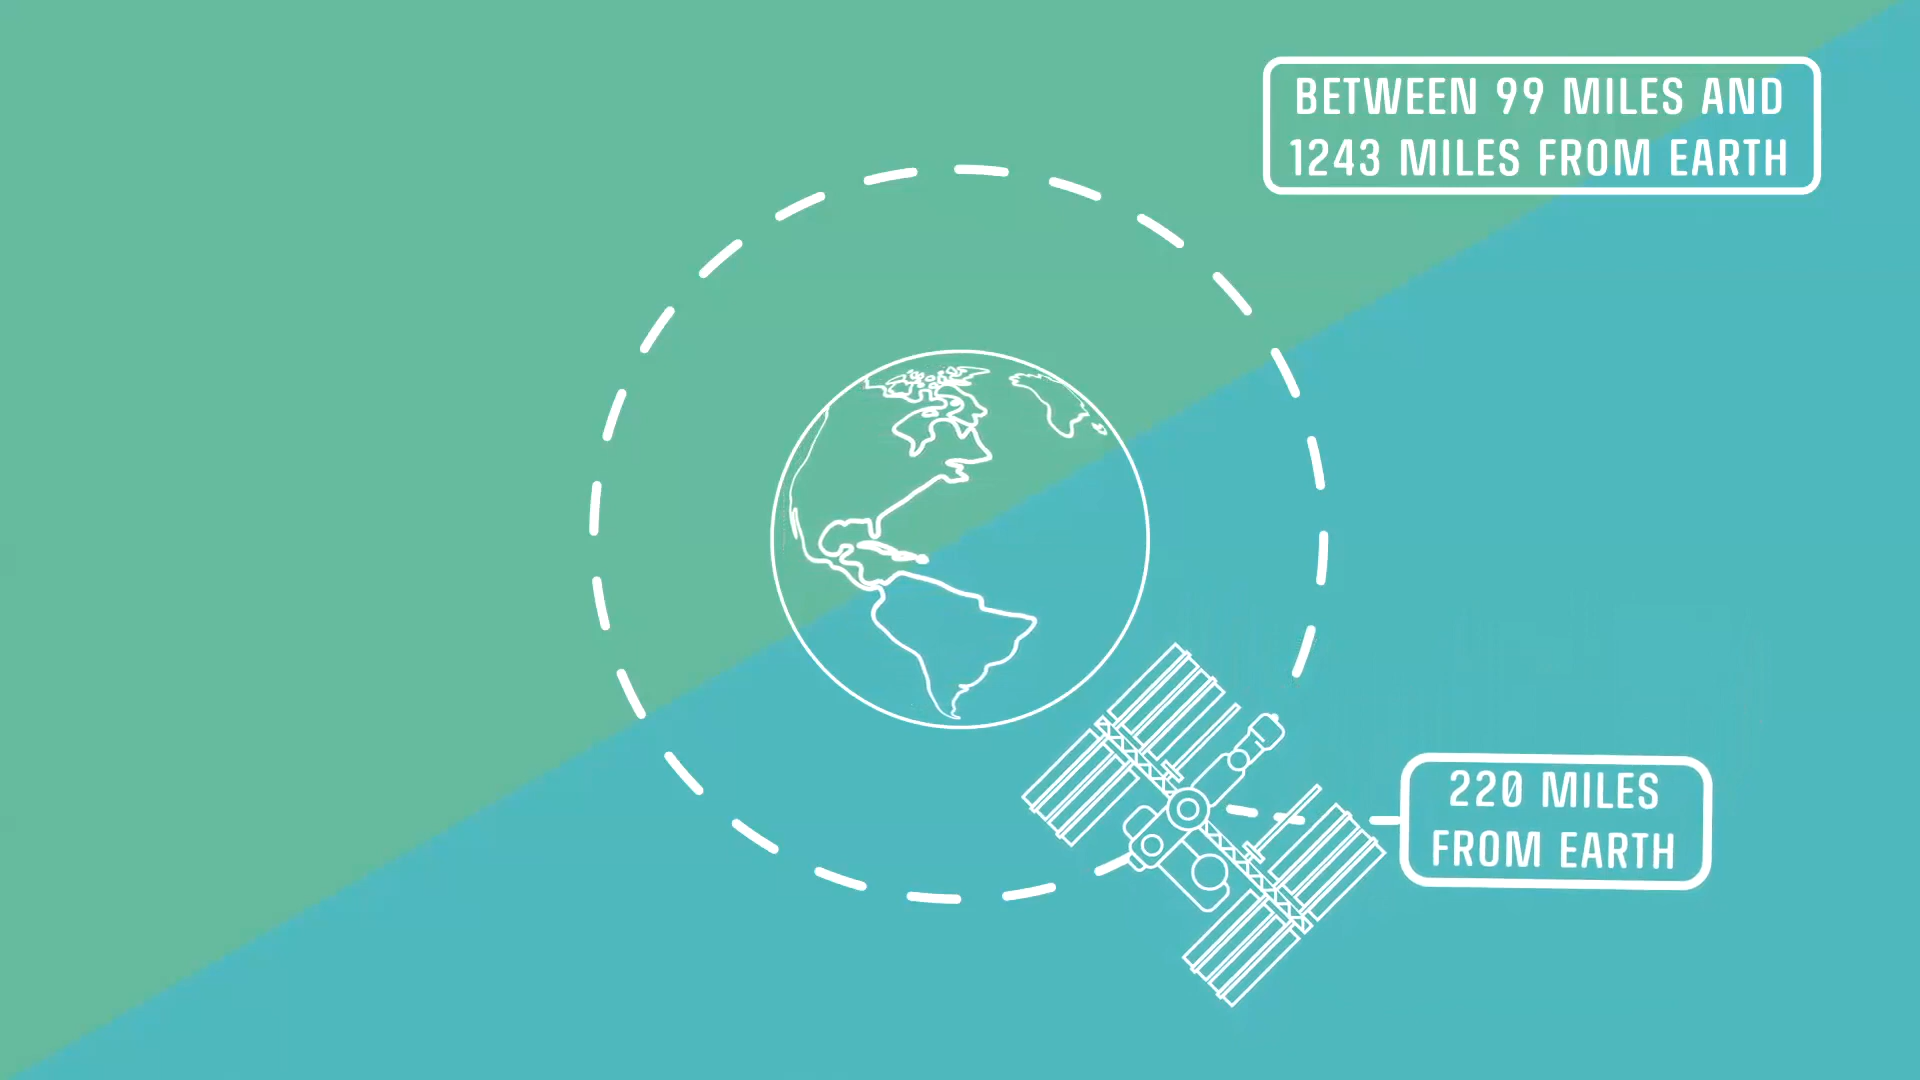 BETWEEN 99 MILES AND
1243 MILES FROM EARTH
220 MILES
FROM EARTH